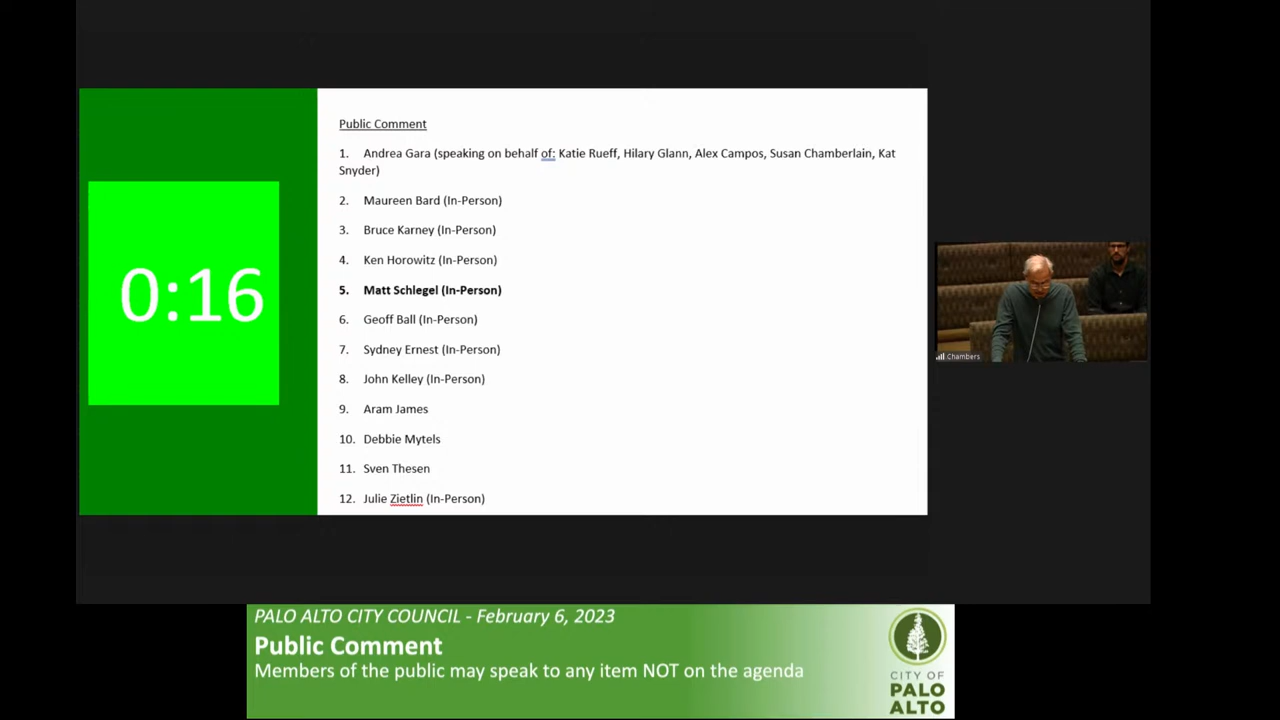 Public Comment
1. Andrea Gara (speaking on behalf of: Katie Rueff, Hilary Glann, Alex Campos, Susan Chamberlain, Kat
Snyder)
2. Maureen Bard (In-Person)
3. Bruce Karney (In-Person)
4. Ken Horowitz (In-Person)
5. Matt Schlegel (In-Person)
6. Geoff Ball (In-Person)
7. Sydney Ernest (In-Person)
8. John Kelley (In-Person)
9. Aram James
10. Debbie Mytels
11. Sven Thesen
12. Julie Zietlin (In-Person)
0:16
Chambers
PALO ALTO CITY COUNCIL - February 6, 2023
Public Comment
Members of the public may speak to any item NOT on the agenda
CITY OF
PALO
ALTO